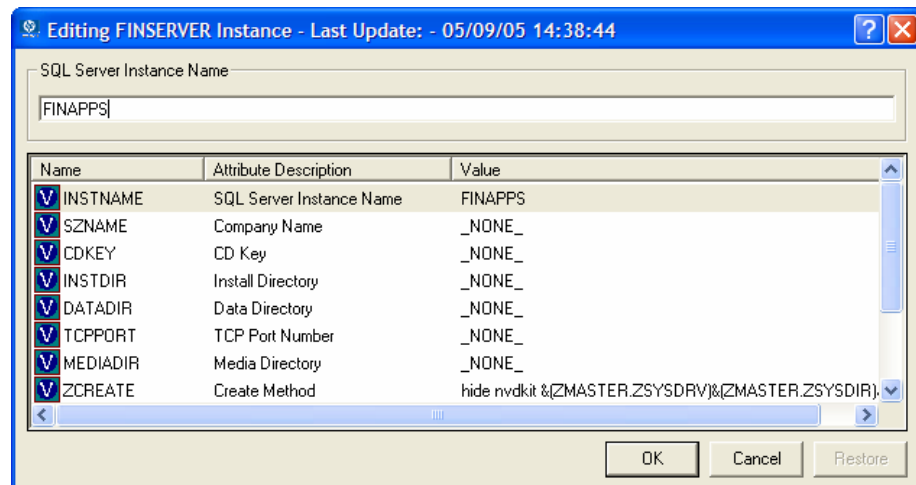 Editing FINSERVER Instance - Last Update: - 05/09/05 14:38:44
SQL Server Instance Name
FINAPPS
Name Attribute Description Value
V INSTNAME SQL Server Instance Name FINAPPS
V SZNAME Company Name _NONE_
V CDKEY CD Key _NONE_
V INSTDIR Install Directory _NONE_
V DATADIR Data Directory _NONE_
V TCPPORT TCP Port Number _NONE_
V MEDIADIR Media Directory _NONE_
V ZCREATE Create Method hide nvdkit &(ZMASTER.ZSYSDRV)&(ZMASTER.ZSYSDIR).
OK Cancel Restore